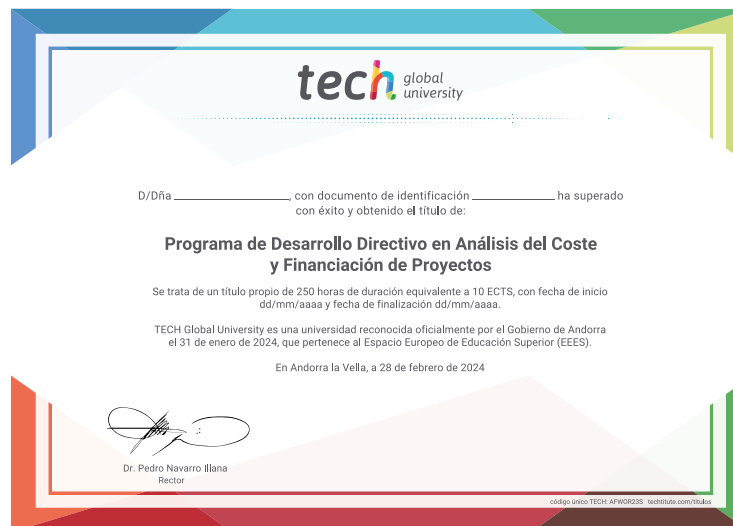 tech global
university
D/Dña ______________, con documento de identificación __________ ha superado
con éxito y obtenido el título de:
Programa de Desarrollo Directivo en Análisis del Coste
y Financiación de Proyectos
Se trata de un título propio de 250 horas de duración equivalente a 10 ECTS, con fecha de inicio
dd/mm/aaaa y fecha de finalización dd/mm/aaaa.
TECH Global University es una universidad reconocida oficialmente por el Gobierno de Andorra
el 31 de enero de 2024, que pertenece al Espacio Europeo de Educación Superior (EEES).
En Andorra la Vella, a 28 de febrero de 2024
Dr. Pedro Navarro Illana
Rector
código único TECH: AFWOR23S techtitute.com/titulos